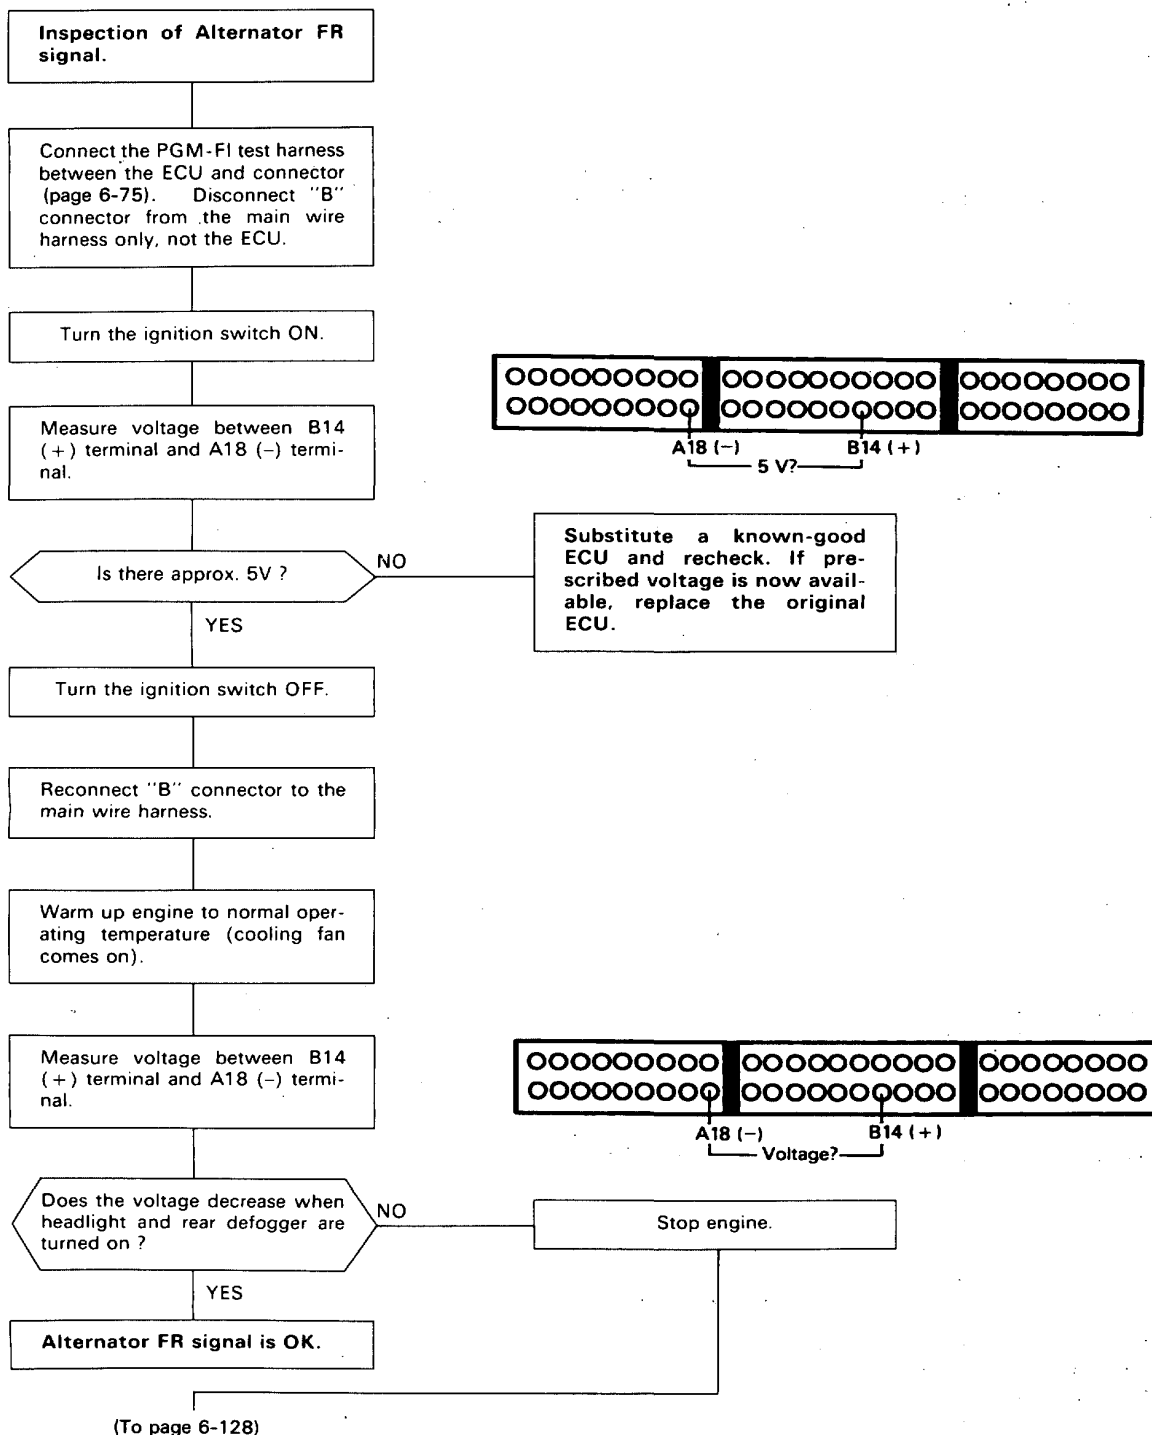 Inspection of Alternator FR
signal.
Connect the PGM-FI test harness
between the ECU and connector
(page 6-75). Disconnect "B"
connector from the main wire
harness only, not the ECU.
Turn the ignition switch ON.
Measure voltage between B14
(+) terminal and A18 (–) termi-
nal.
A18 (–)
B14 (+)
5 V?
Is there approx. 5V ?
NO
Substitute a known-good
ECU and recheck. If pre-
scribed voltage is now avail-
able, replace the original
ECU.
YES
Turn the ignition switch OFF.
Reconnect "B" connector to the
main wire harness.
Warm up engine to normal oper-
ating temperature (cooling fan
comes on).
Measure voltage between B14
(+) terminal and A18 (–) termi-
nal.
A18 (–)
B14 (+)
Voltage?
Does the voltage decrease when
headlight and rear defogger are
turned on ?
NO
Stop engine.
YES
Alternator FR signal is OK.
(To page 6-128)